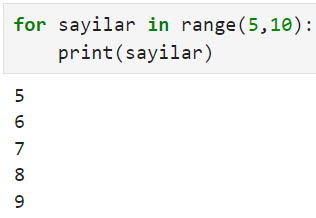 for sayilar in range(5,10):
    print(sayilar)
5
6
7
8
9